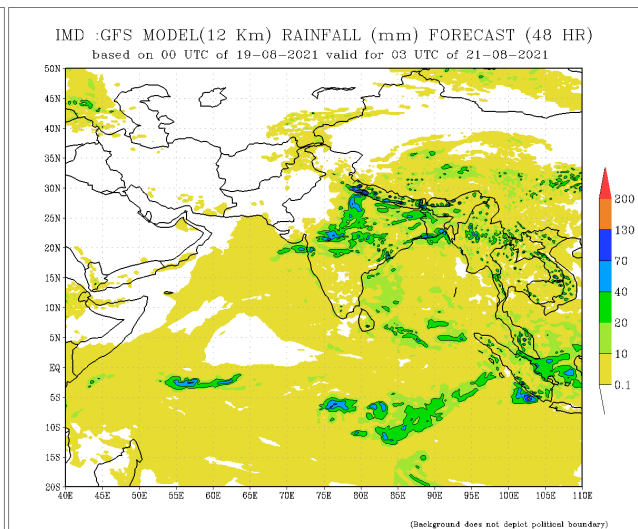 IMD :GFS MODEL(12 Km) RAINFALL (mm) FORECAST (48 HR)
based on 00 UTC of 19-08-2021 valid for 03 UTC of 21-08-2021
50N
45N
40N
35N
30N
25N
20N
15N
10N
5N
EQ
5S
10S
15S
20S
40E 45E 50E 55E 60E 65E 70E 75E 80E 85E 90E 95E 100E 105E 110E
200
130
70
40
20
10
0.1
(Background does not depict political boundary)